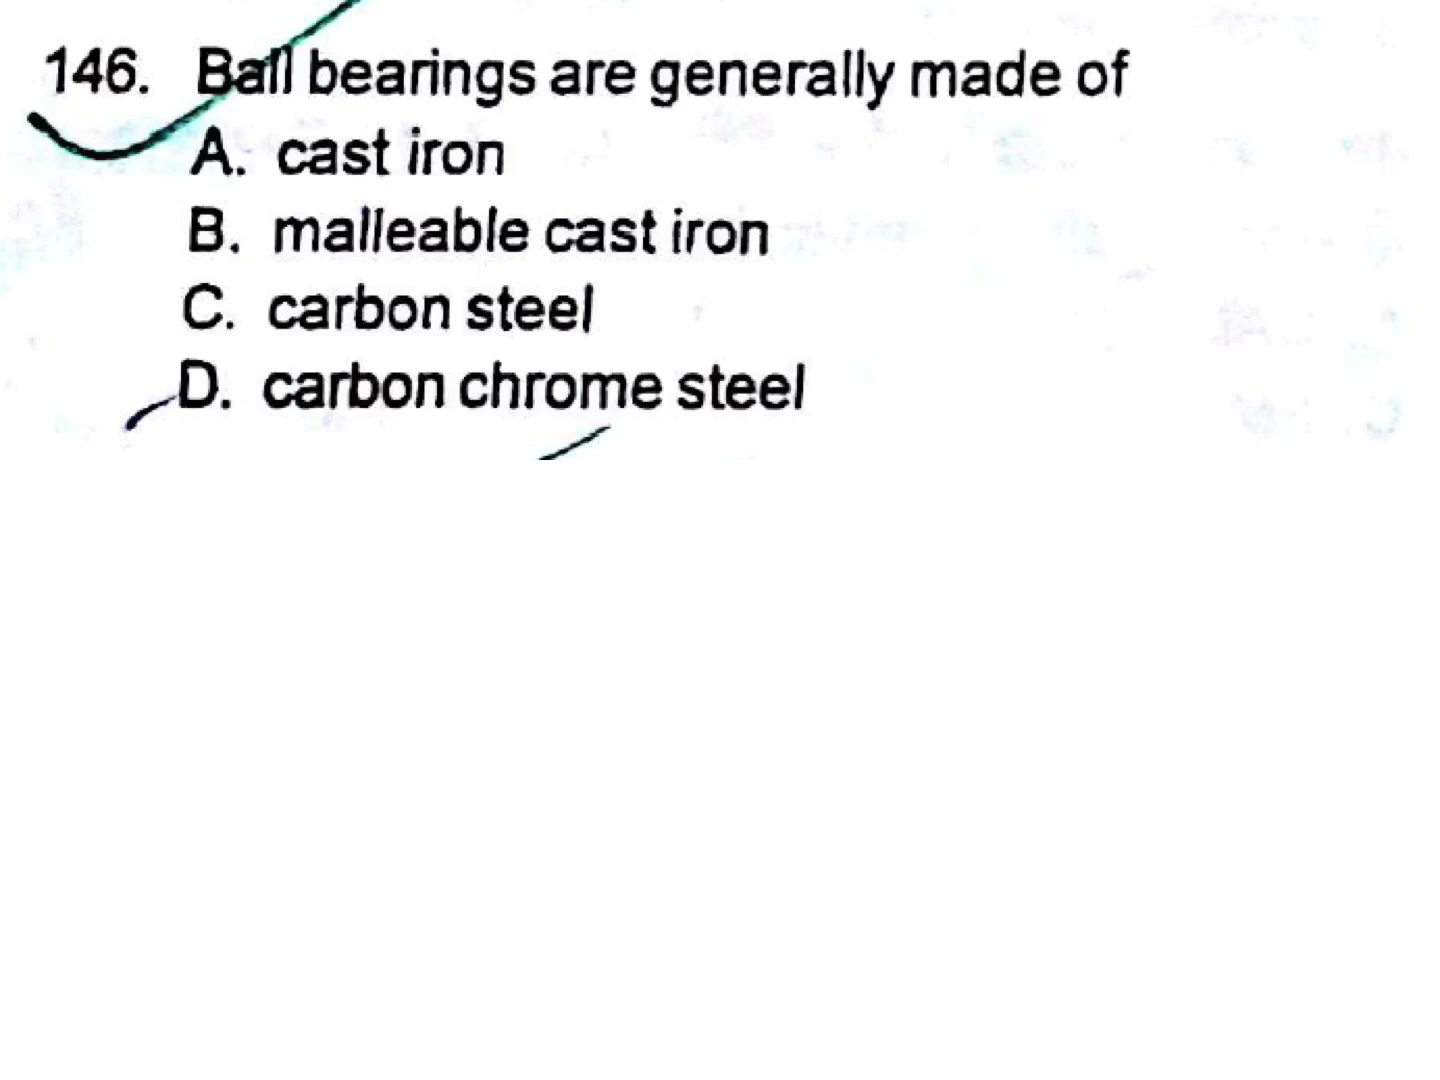 146. Ball bearings are generally made of
A. cast iron
B. malleable cast iron
C. carbon steel
D. carbon chrome steel